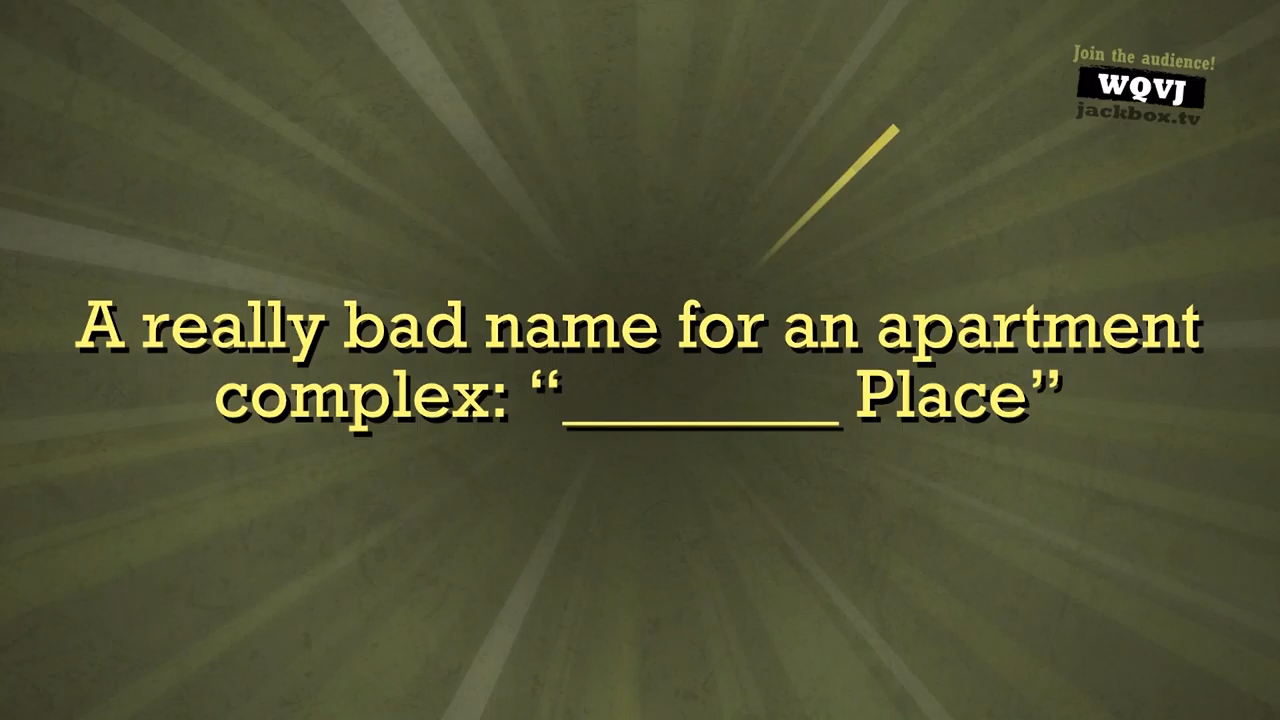 Join the audience!
WQVJ
jackbox.tv
A really bad name for an apartment
complex: “________ Place”